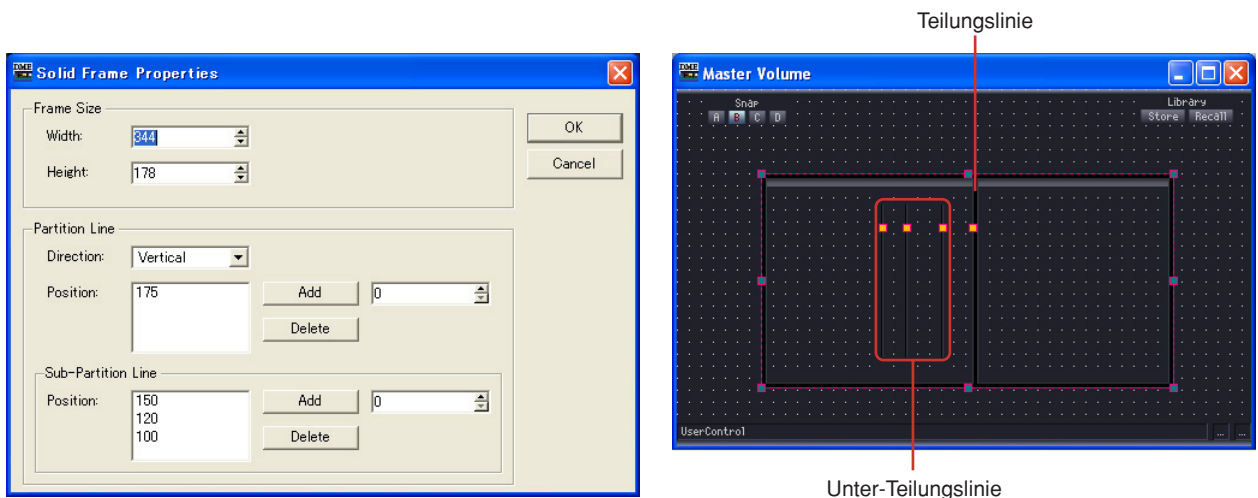 Teilungslinie
DME Solid Frame Properties
Frame Size
Width: 344
Height: 178
OK
Cancel
Partition Line
Direction: Vertical
Position: 175
Add 0
Delete
Sub-Partition Line
Position: 150
120
100
Add 0
Delete
DME Master Volume
Snap
A B C D
Library
Store Recall
UserControl
... ...
Unter-Teilungslinie